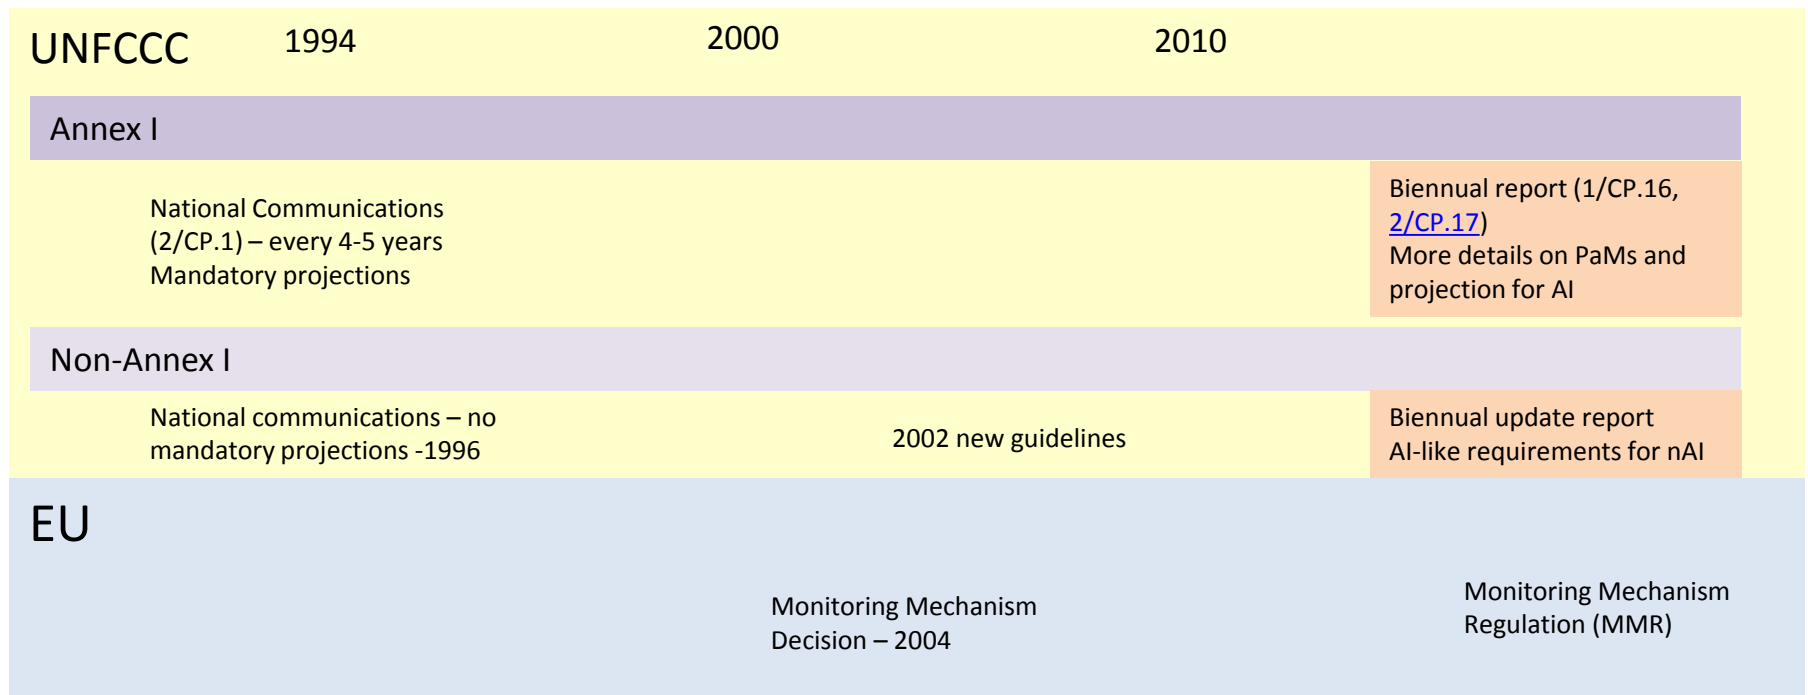 UNFCCC 1994 2000 2010
Annex I
National Communications
(2/CP.1) – every 4-5 years
Mandatory projections
Biennual report (1/CP.16,
2/CP.17)
More details on PaMs and
projection for AI
Non-Annex I
National communications – no
mandatory projections -1996
2002 new guidelines
Biennual update report
AI-like requirements for nAI
EU
Monitoring Mechanism
Decision – 2004
Monitoring Mechanism
Regulation (MMR)